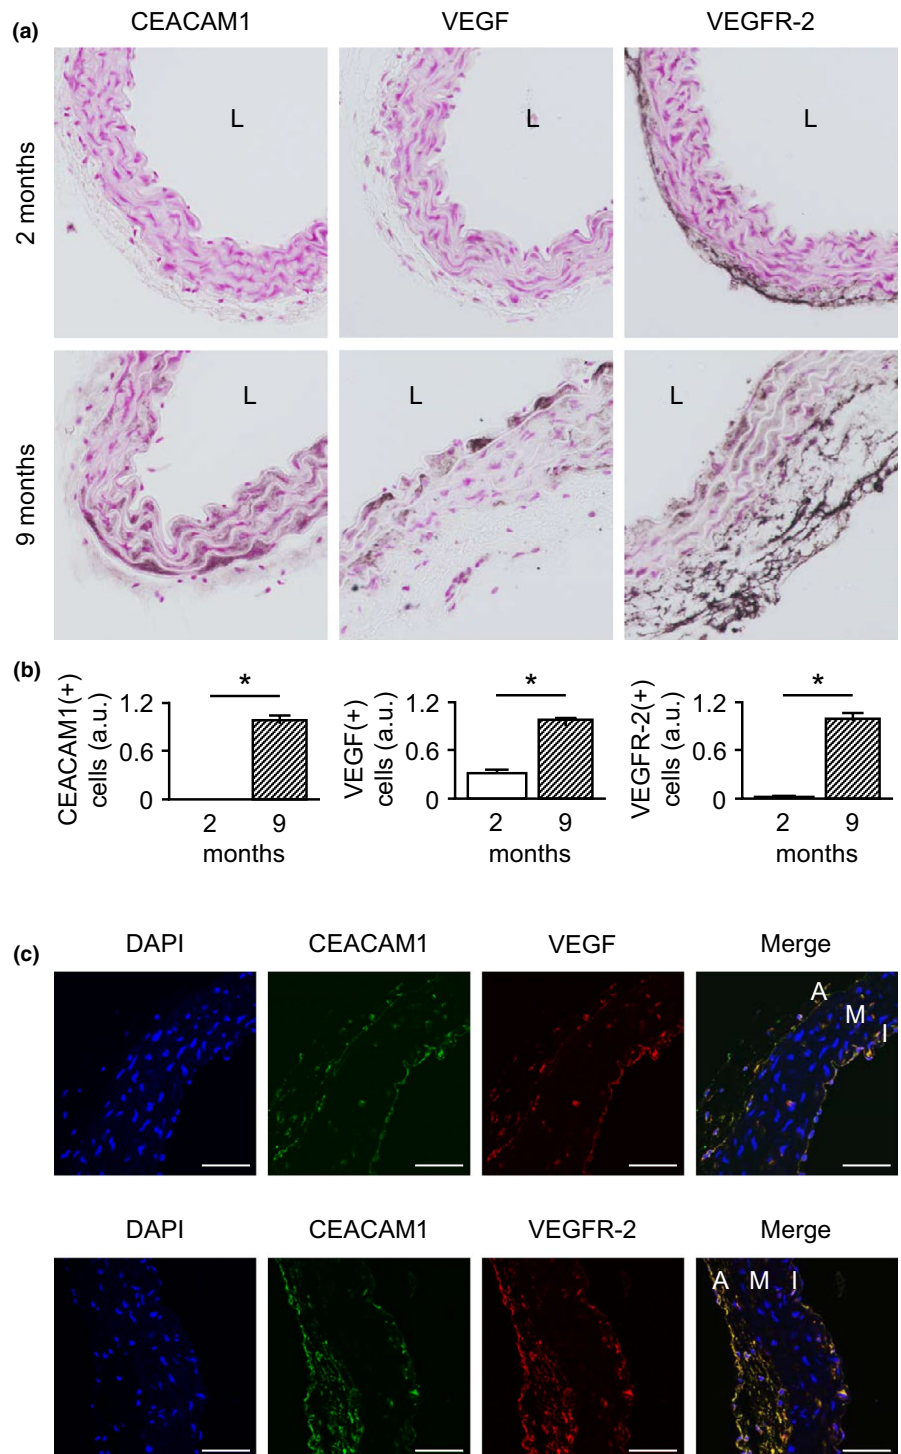 (a)
CEACAM1 VEGF VEGFR-2
2 months
L L L
9 months
L L L
(b)
CEACAM1(+)
cells (a.u.)
1.2
0.6
0
*
2 9
months
VEGF(+)
cells (a.u.)
1.2
0.6
0
*
2 9
months
VEGFR-2(+)
cells (a.u.)
1.2
0.6
0
*
2 9
months
(c)
DAPI CEACAM1 VEGF Merge
A
M
I
DAPI CEACAM1 VEGFR-2 Merge
A M I